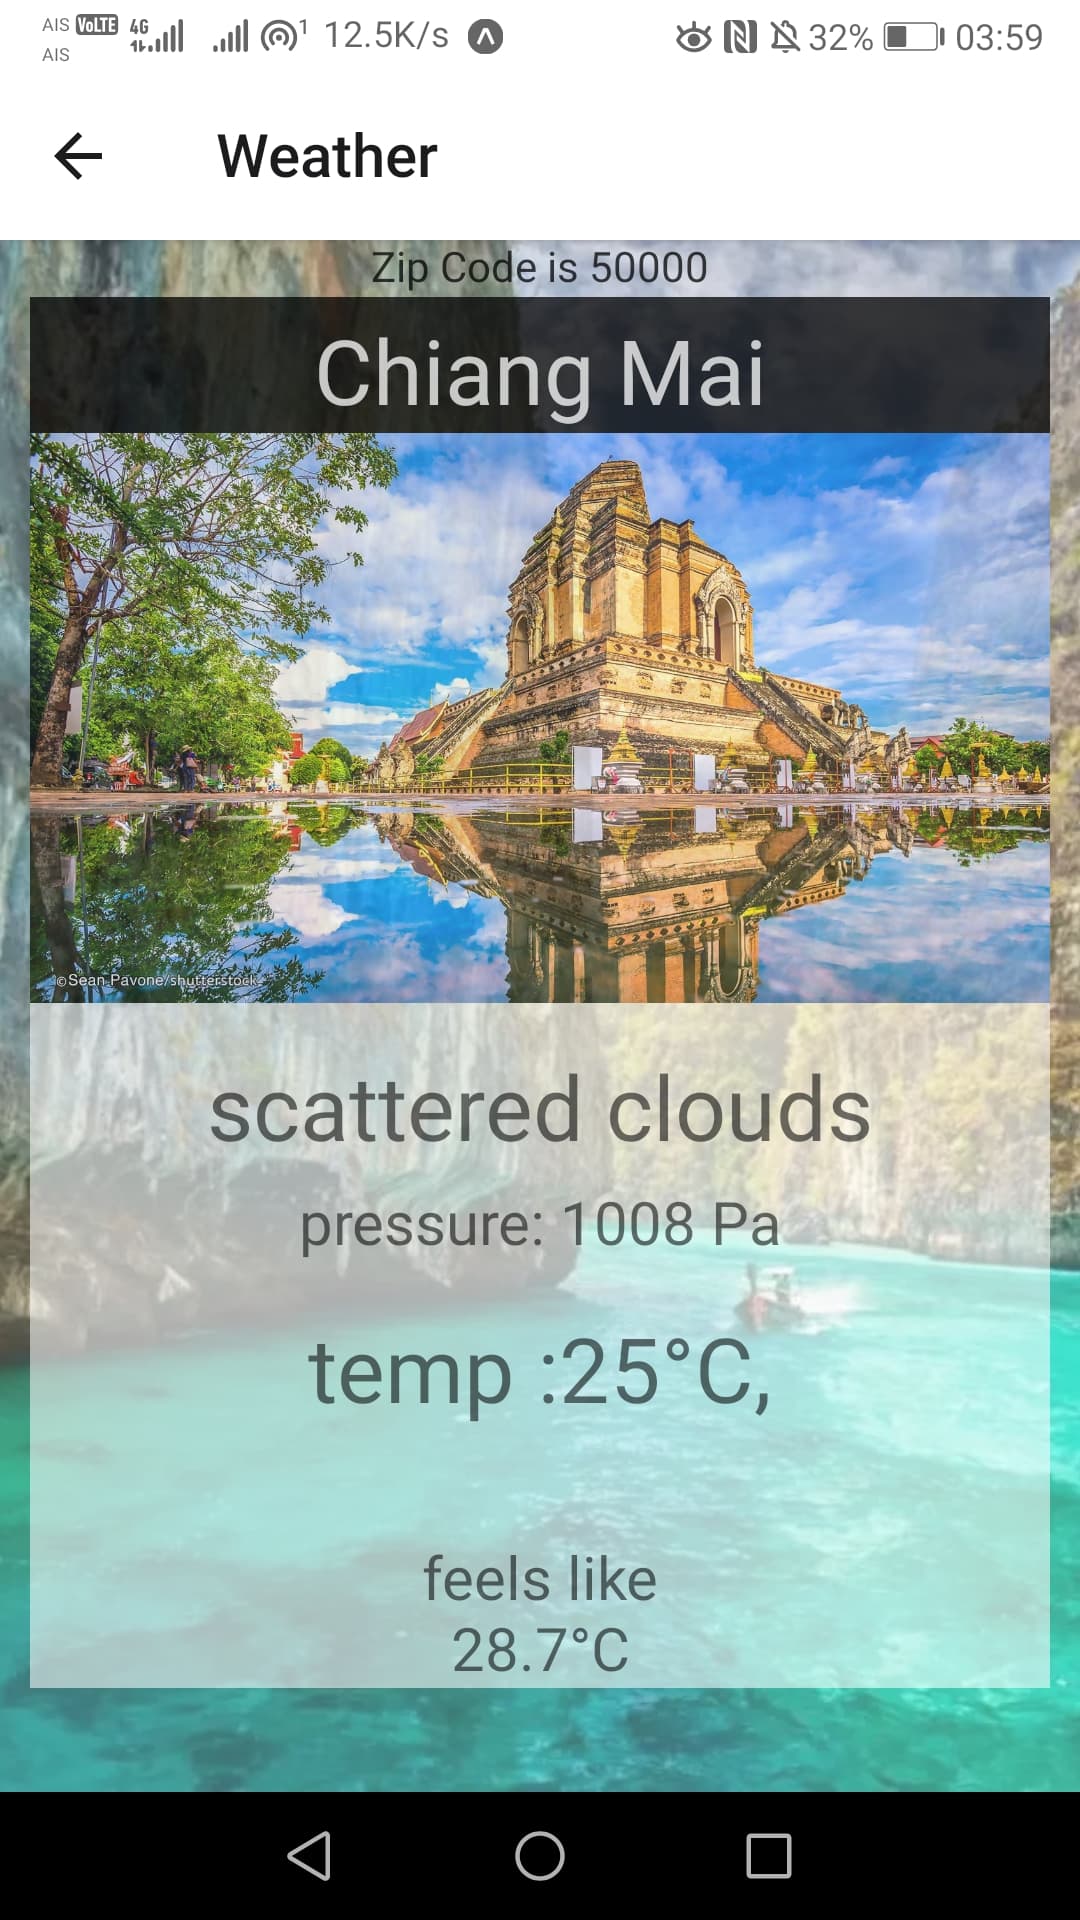 AIS VoLTE 4G 1 12.5K/s 32% 03:59
AIS
Weather
Zip Code is 50000
Chiang Mai
©Sean Pavone/shutterstock
scattered clouds
pressure: 1008 Pa
temp :25°C,
feels like
28.7°C